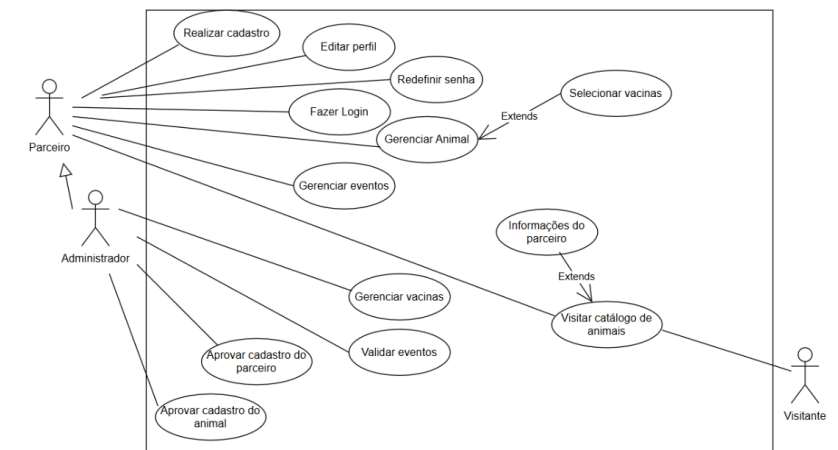 Realizar cadastro
Editar perfil
Redefinir senha
Selecionar vacinas
Fazer Login
Extends
Gerenciar Animal
Parceiro
Gerenciar eventos
Informações do
parceiro
Administrador
Extends
Gerenciar vacinas
Visitar catálogo de
animais
Validar eventos
Aprovar cadastro do
parceiro
Aprovar cadastro do
animal
Visitante